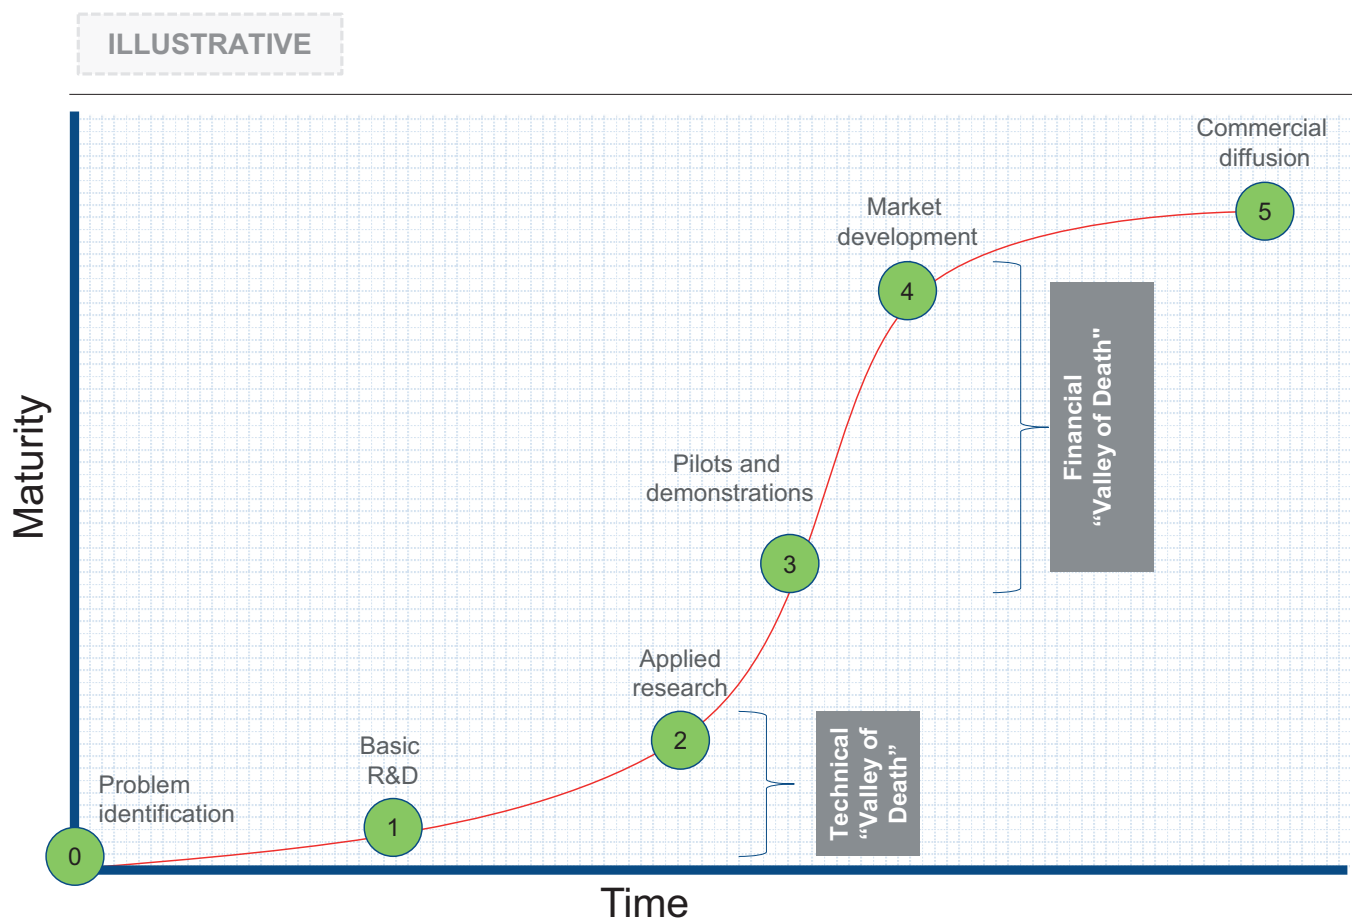 ILLUSTRATIVE
Commercial
diffusion
5
Market
development
4
Financial
“Valley of Death"
Maturity
Pilots and
demonstrations
3
Applied
research
2
Technical
“Valley of
Death”
Basic
R&D
1
Problem
identification
0
Time